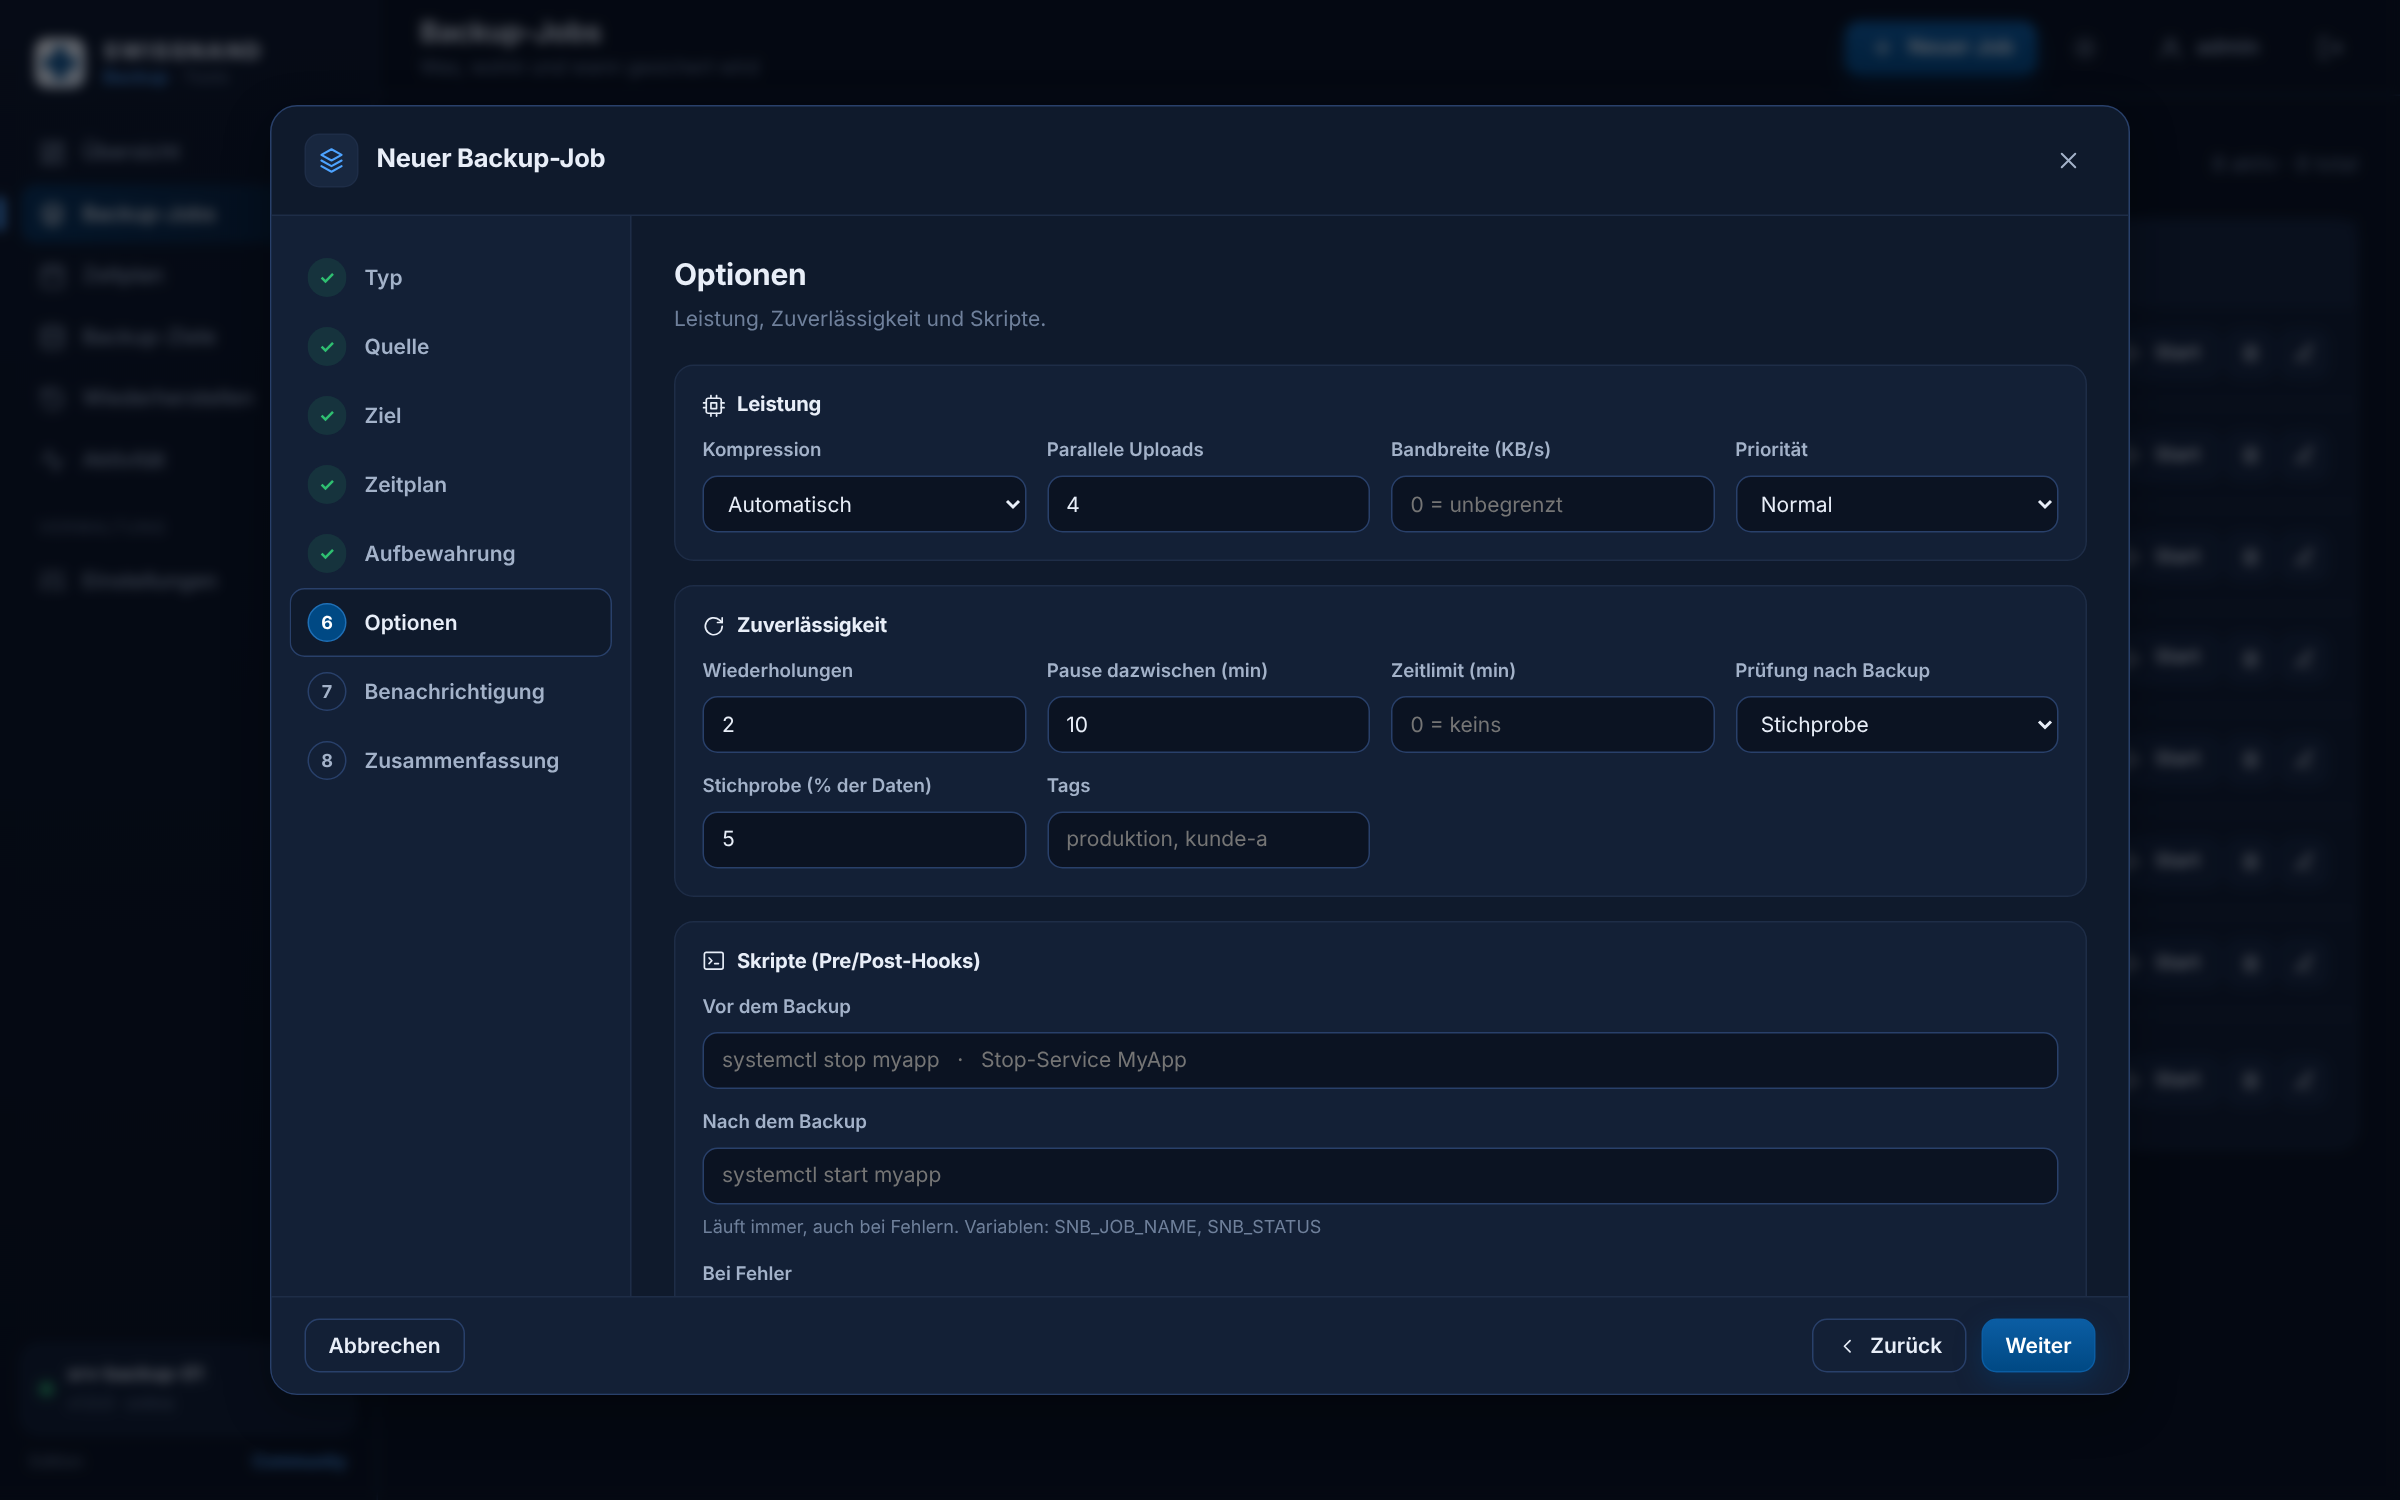 Neuer Backup-Job
Typ
Quelle
Ziel
Zeitplan
Aufbewahrung
6 Optionen
7 Benachrichtigung
8 Zusammenfassung
Optionen
Leistung, Zuverlässigkeit und Skripte.
Leistung
Kompression Parallele Uploads Bandbreite (KB/s) Priorität
Automatisch 4 0 = unbegrenzt Normal
Zuverlässigkeit
Wiederholungen Pause dazwischen (min) Zeitlimit (min) Prüfung nach Backup
2 10 0 = keins Stichprobe
Stichprobe (% der Daten) Tags
5 produktion, kunde-a
Skripte (Pre/Post-Hooks)
Vor dem Backup
systemctl stop myapp · Stop-Service MyApp
Nach dem Backup
systemctl start myapp
Läuft immer, auch bei Fehlern. Variablen: SNB_JOB_NAME, SNB_STATUS
Bei Fehler
Abbrechen Zurück Weiter